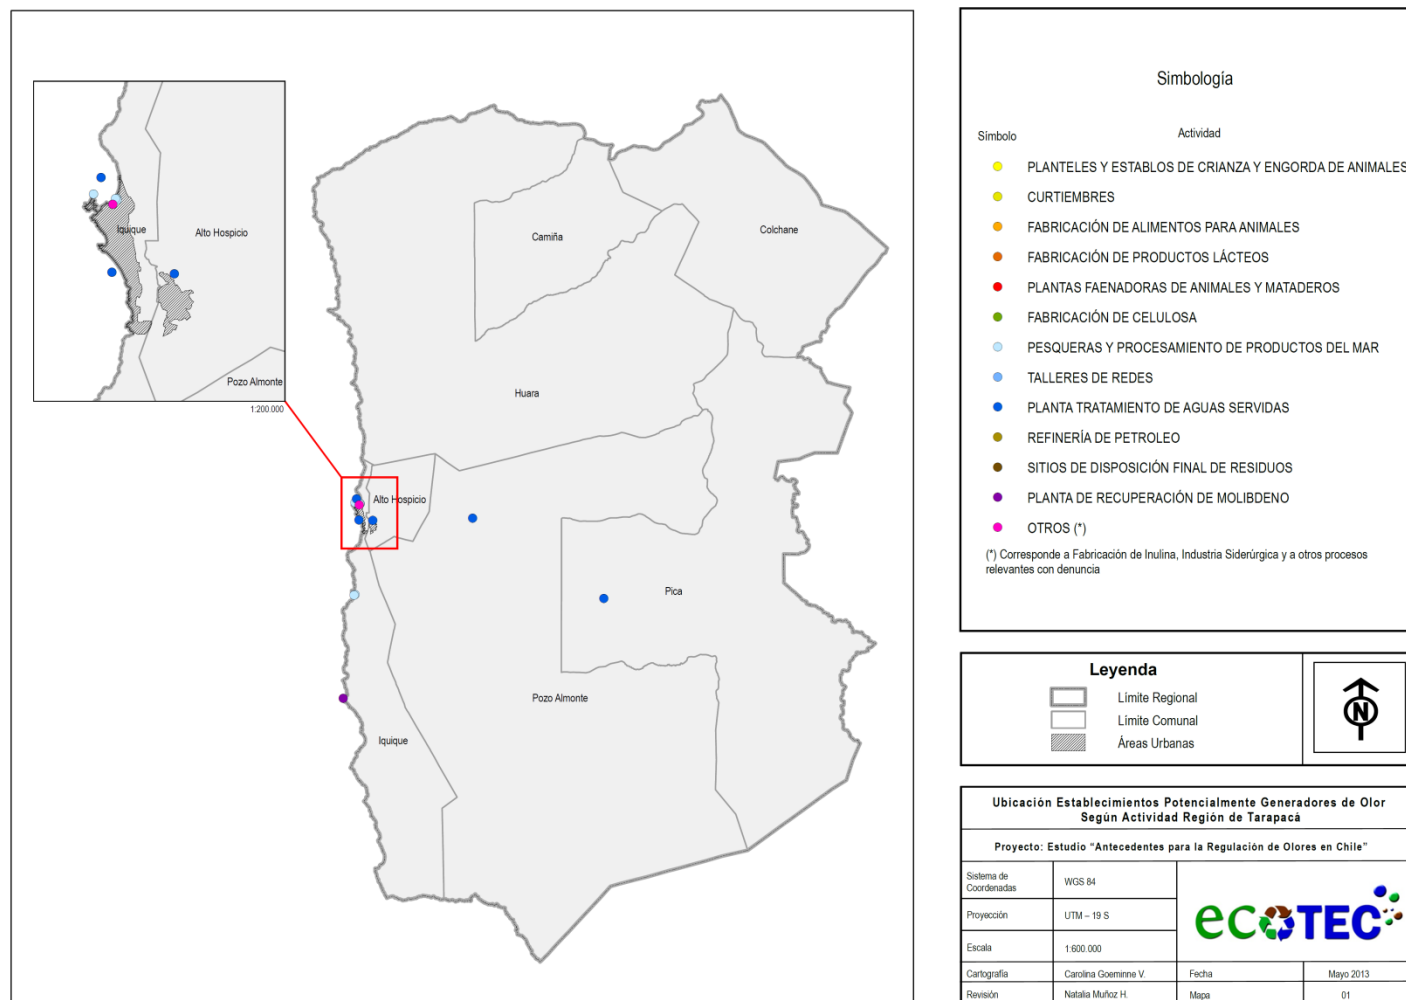 Iquique
Alto Hospicio
Pozo Almonte
1:200.000
Camiña
Colchane
Huara
Alto Hospicio
Pica
Pozo Almonte
Iquique
Simbología
Símbolo
Actividad
PLANTELES Y ESTABLOS DE CRIANZA Y ENGORDA DE ANIMALES
CURTIEMBRES
FABRICACIÓN DE ALIMENTOS PARA ANIMALES
FABRICACIÓN DE PRODUCTOS LÁCTEOS
PLANTAS FAENADORAS DE ANIMALES Y MATADEROS
FABRICACIÓN DE CELULOSA
PESQUERAS Y PROCESAMIENTO DE PRODUCTOS DEL MAR
TALLERES DE REDES
PLANTA TRATAMIENTO DE AGUAS SERVIDAS
REFINERÍA DE PETROLEO
SITIOS DE DISPOSICIÓN FINAL DE RESIDUOS
PLANTA DE RECUPERACIÓN DE MOLIBDENO
OTROS (*)
(*) Corresponde a Fabricación de Inulina, Industria Siderúrgica y a otros procesos
relevantes con denuncia
Leyenda
Limite Regional
Limite Comunal
Áreas Urbanas
N
Ubicación Establecimientos Potencialmente Generadores de Olor
Según Actividad Región de Tarapacá
Proyecto: Estudio "Antecedentes para la Regulación de Olores en Chile"
Sistema de
Coordenadas
WGS 84
Proyección
UTM – 19 S
Escala
1:600.000
ecOTEC
Cartografía
Carolina Goeminne V.
Fecha
Mayo 2013
Revisión
Natalia Muñoz H.
Mapa
01